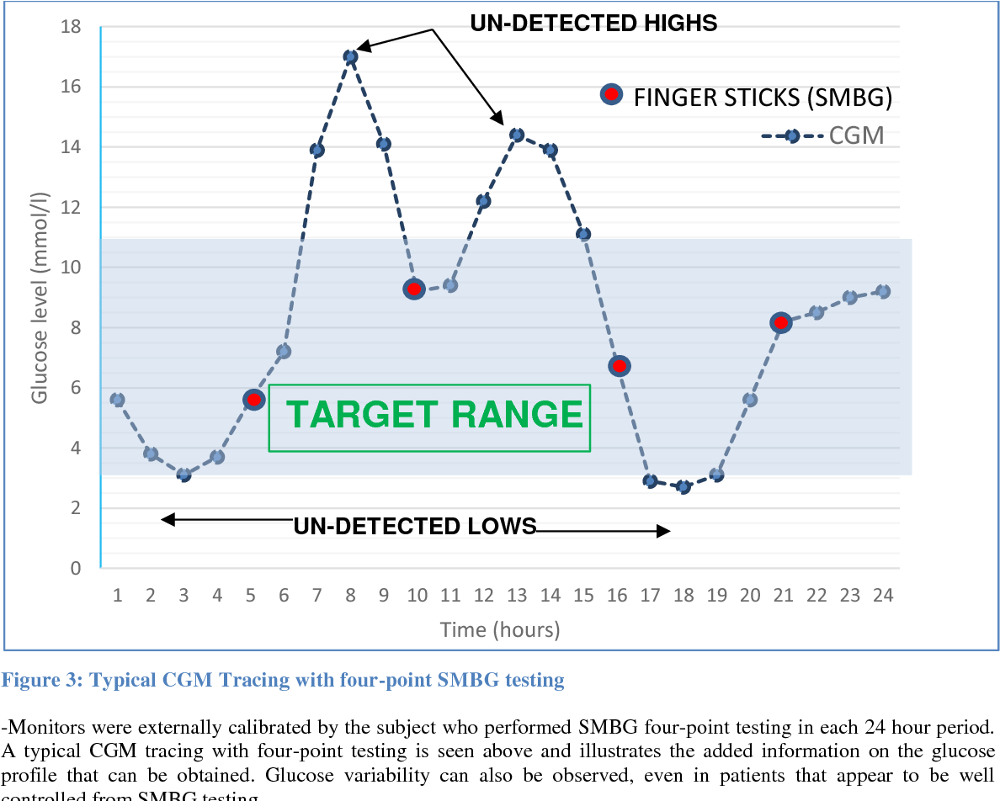 UN-DETECTED HIGHS
FINGER STICKS (SMBG)
CGM
Glucose level (mmol/l)
18
16
14
12
10
8
6
4
2
0
TARGET RANGE
UN-DETECTED LOWS
1 2 3 4 5 6 7 8 9 10 11 12 13 14 15 16 17 18 19 20 21 22 23 24
Time (hours)
Figure 3: Typical CGM Tracing with four-point SMBG testing
-Monitors were externally calibrated by the subject who performed SMBG four-point testing in each 24 hour period.
A typical CGM tracing with four-point testing is seen above and illustrates the added information on the glucose
profile that can be obtained. Glucose variability can also be observed, even in patients that appear to be well
controlled from SMBG testing